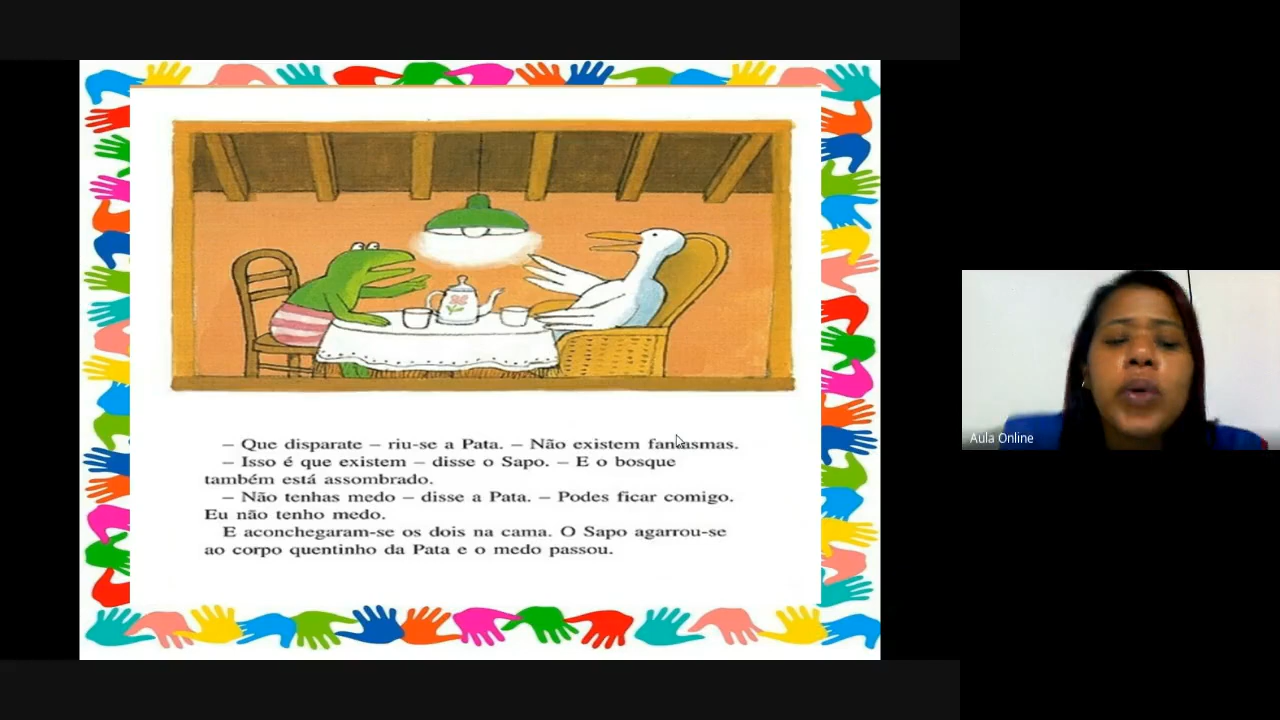 – Que disparate – riu-se a Pata. – Não existem fantasmas.
– Isso é que existem – disse o Sapo. – E o bosque
também está assombrado.
– Não tenhas medo – disse a Pata. – Podes ficar comigo.
Eu não tenho medo.
E aconchegaram-se os dois na cama. O Sapo agarrou-se
ao corpo quentinho da Pata e o medo passou.
Aula Online